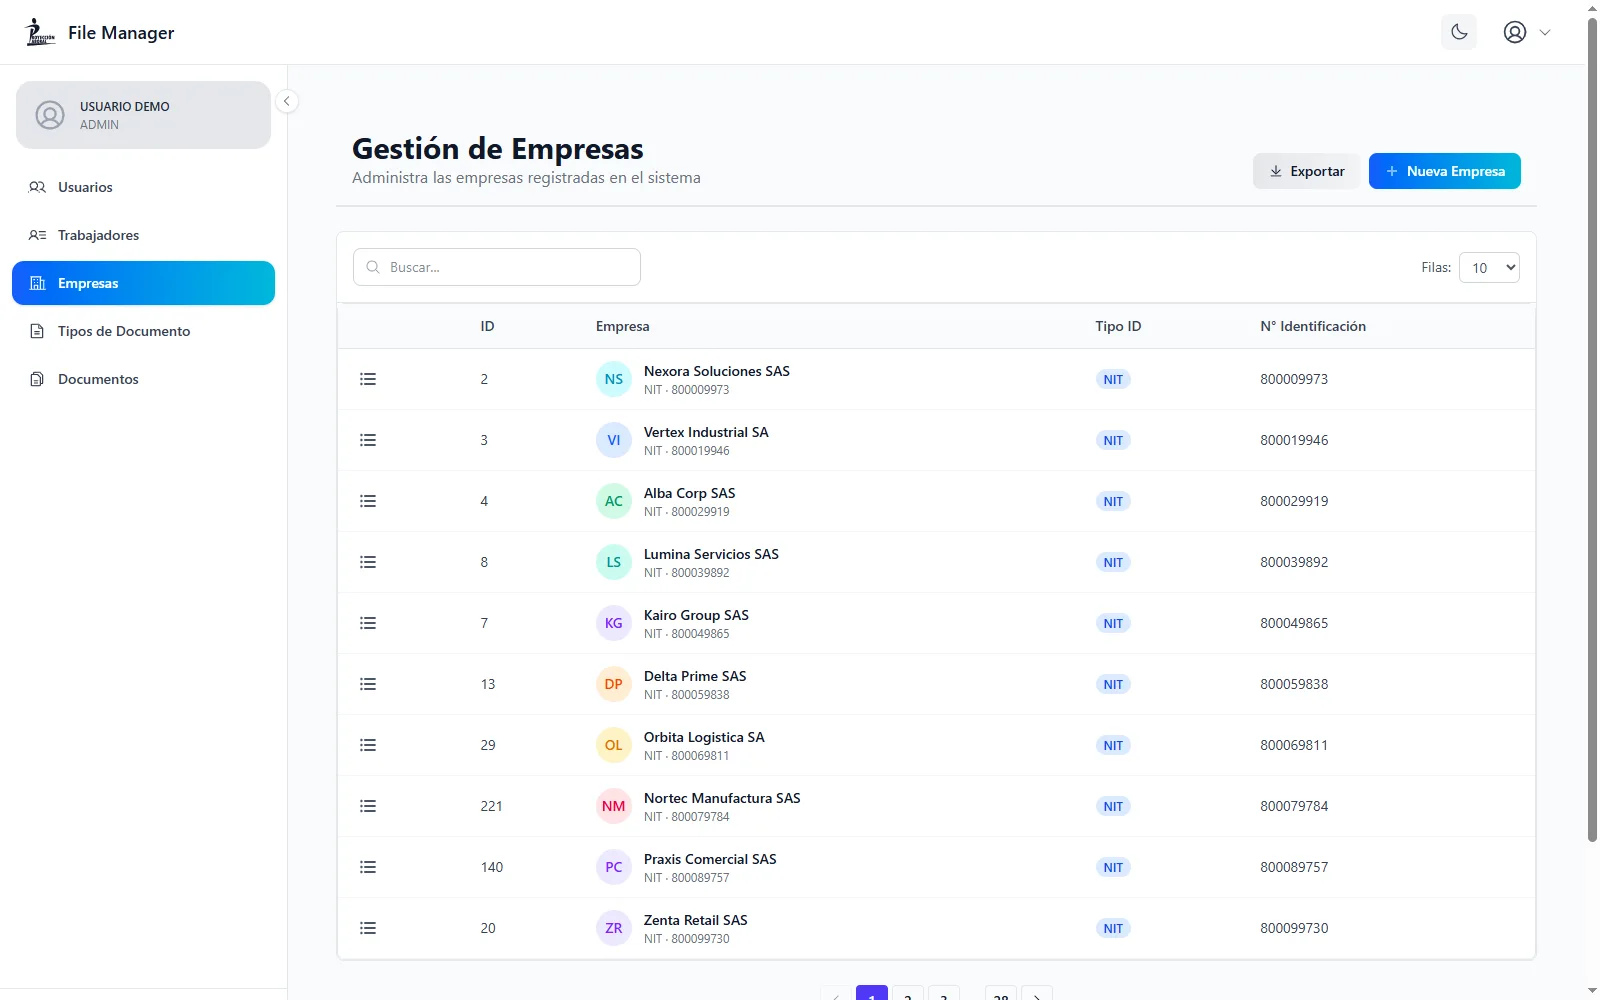 File Manager
USUARIO DEMO
ADMIN
Usuarios
Trabajadores
Empresas
Tipos de Documento
Documentos
Gestión de Empresas
Administra las empresas registradas en el sistema
Exportar
Nueva Empresa
Buscar...
Filas: 10
ID Empresa Tipo ID N° Identificación
2 NS Nexora Soluciones SAS NIT 800009973
NIT · 800009973
3 VI Vertex Industrial SA NIT 800019946
NIT · 800019946
4 AC Alba Corp SAS NIT 800029919
NIT · 800029919
8 LS Lumina Servicios SAS NIT 800039892
NIT · 800039892
7 KG Kairo Group SAS NIT 800049865
NIT · 800049865
13 DP Delta Prime SAS NIT 800059838
NIT · 800059838
29 OL Orbita Logistica SA NIT 800069811
NIT · 800069811
221 NM Nortec Manufactura SAS NIT 800079784
NIT · 800079784
140 PC Praxis Comercial SAS NIT 800089757
NIT · 800089757
20 ZR Zenta Retail SAS NIT 800099730
NIT · 800099730
1 2 3 28